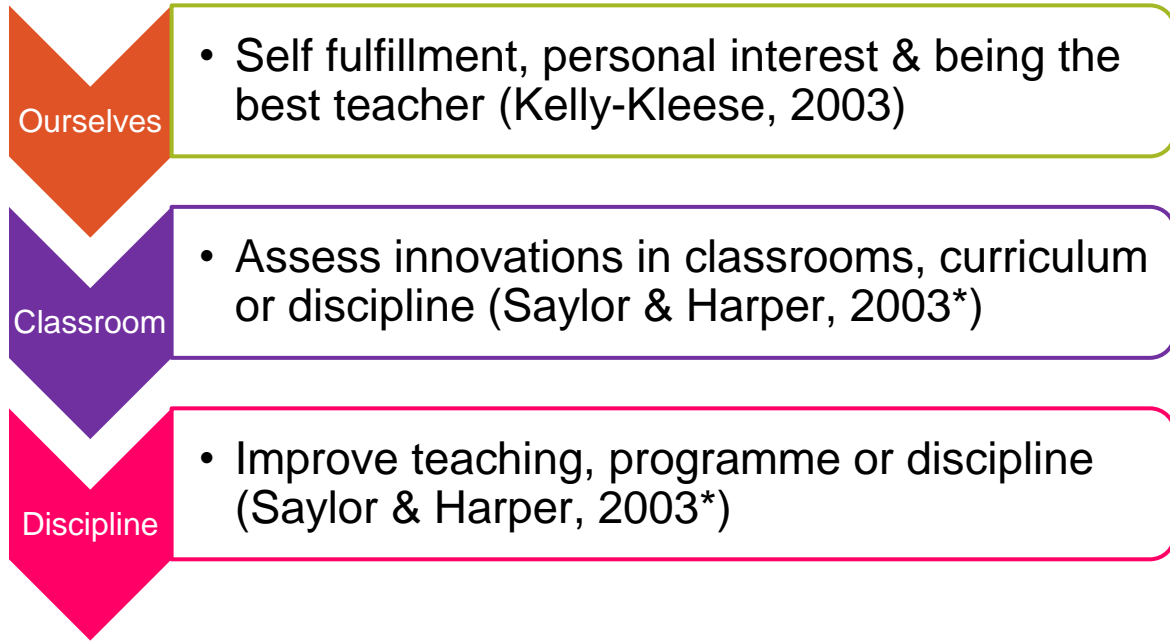 Ourselves
• Self fulfillment, personal interest & being the
best teacher (Kelly-Kleese, 2003)
Classroom
• Assess innovations in classrooms, curriculum
or discipline (Saylor & Harper, 2003*)
Discipline
• Improve teaching, programme or discipline
(Saylor & Harper, 2003*)